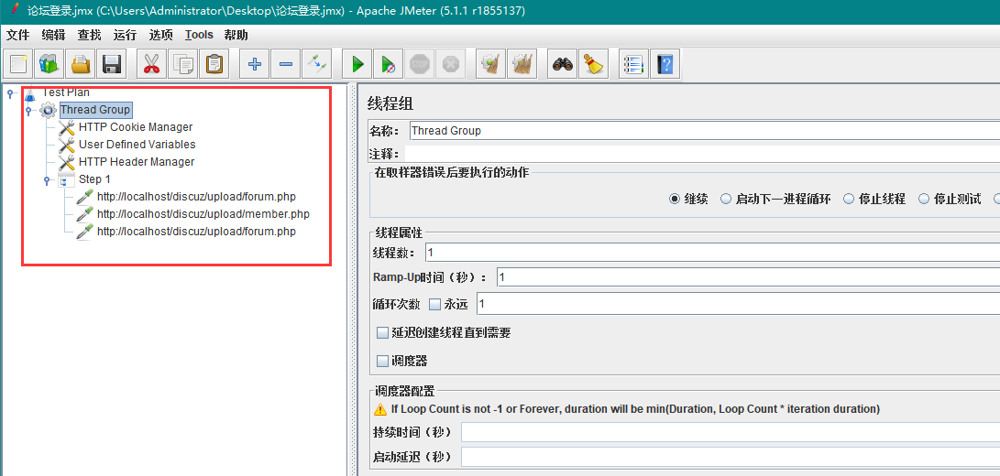 论坛登录.jmx (C:\Users\Administrator\Desktop\论坛登录.jmx) - Apache JMeter (5.1.1 r1855137)
文件 编辑 查找 运行 选项 Tools 帮助
STOP
Test Plan
Thread Group
HTTP Cookie Manager
User Defined Variables
HTTP Header Manager
Step 1
http://localhost/discuz/upload/forum.php
http://localhost/discuz/upload/member.php
http://localhost/discuz/upload/forum.php
线程组
名称： Thread Group
注释：
在取样器错误后要执行的动作
继续 启动下一进程循环 停止线程 停止测试
线程属性
线程数： 1
Ramp-Up时间（秒）： 1
循环次数 永远 1
延迟创建线程直到需要
调度器
调度器配置
If Loop Count is not -1 or Forever, duration will be min(Duration, Loop Count * iteration duration)
持续时间（秒）
启动延迟（秒）